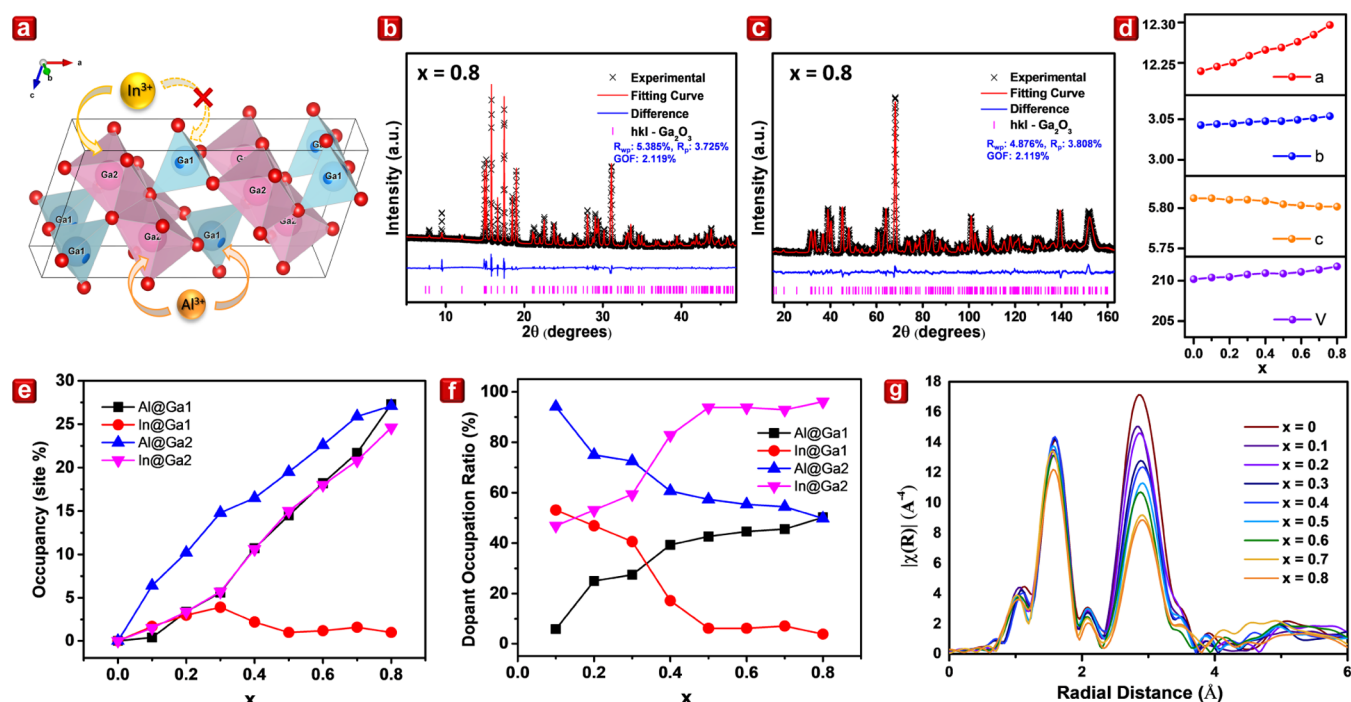 a
a
b
c
In³⁺
Ga1
Ga2
Ga2
Ga1
Ga1
Ga1
Ga2
Ga1
Ga2
Ga1
Al³⁺
b
x = 0.8
Experimental
Fitting Curve
Difference
hkl - Ga₂O₃
Rwp: 5.385%, Rp: 3.725%
GOF: 2.119%
Intensity (a.u.)
10 20 30 40
2θ (degrees)
c
x = 0.8
Experimental
Fitting Curve
Difference
hkl - Ga₂O₃
Rwp: 4.876%, Rp: 3.808%
GOF: 2.119%
Intensity (a.u.)
20 40 60 80 100 120 140 160
2θ (degrees)
d
12.30
12.25
a
3.05
3.00
b
5.80
5.75
c
210
205
V
0.0 0.2 0.4 0.6 0.8
x
e
30
25
20
15
10
5
0
Occupancy (site %)
Al@Ga1
In@Ga1
Al@Ga2
In@Ga2
0.0 0.2 0.4 0.6 0.8
x
f
100
80
60
40
20
0
Dopant Occupation Ratio (%)
Al@Ga1
In@Ga1
Al@Ga2
In@Ga2
0.0 0.2 0.4 0.6 0.8
x
g
18
16
14
12
10
8
6
4
2
0
|χ(R)| (Å⁻⁴)
x = 0
x = 0.1
x = 0.2
x = 0.3
x = 0.4
x = 0.5
x = 0.6
x = 0.7
x = 0.8
0 1 2 3 4 5 6
Radial Distance (Å)